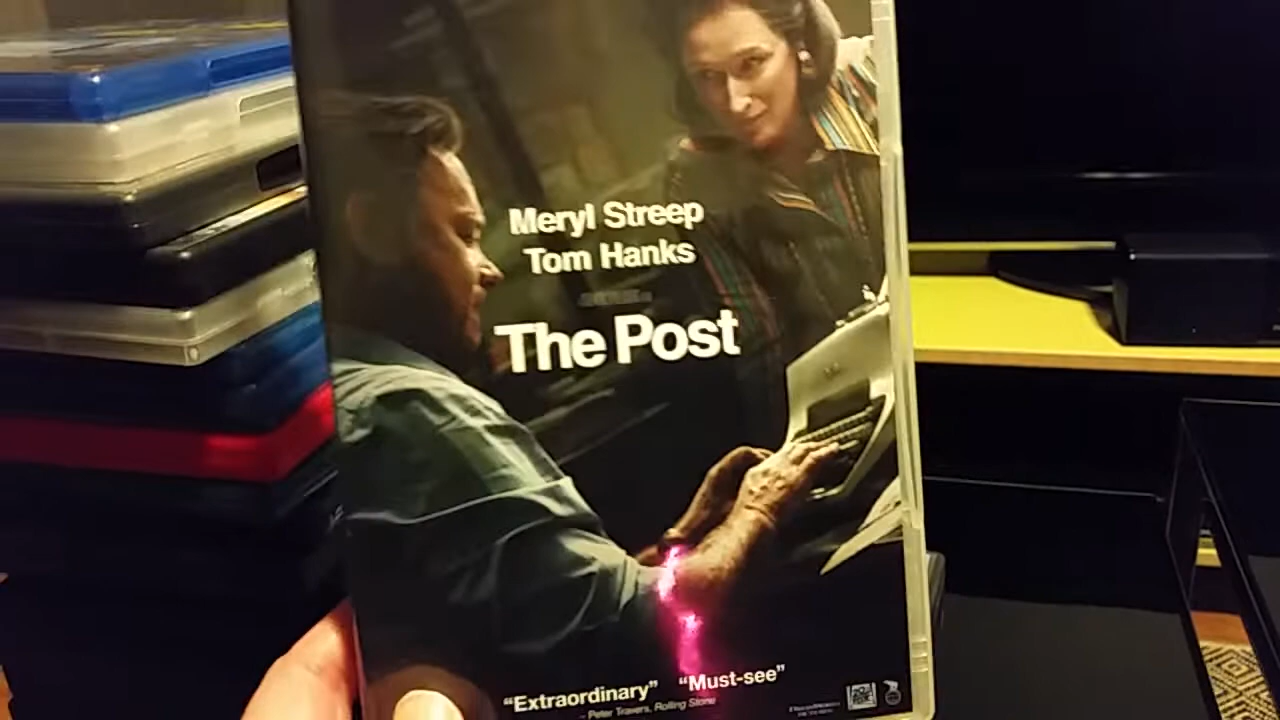 Meryl Streep
Tom Hanks
The Post
“Extraordinary” “Must-see”
- Peter Travers, Rolling Stone